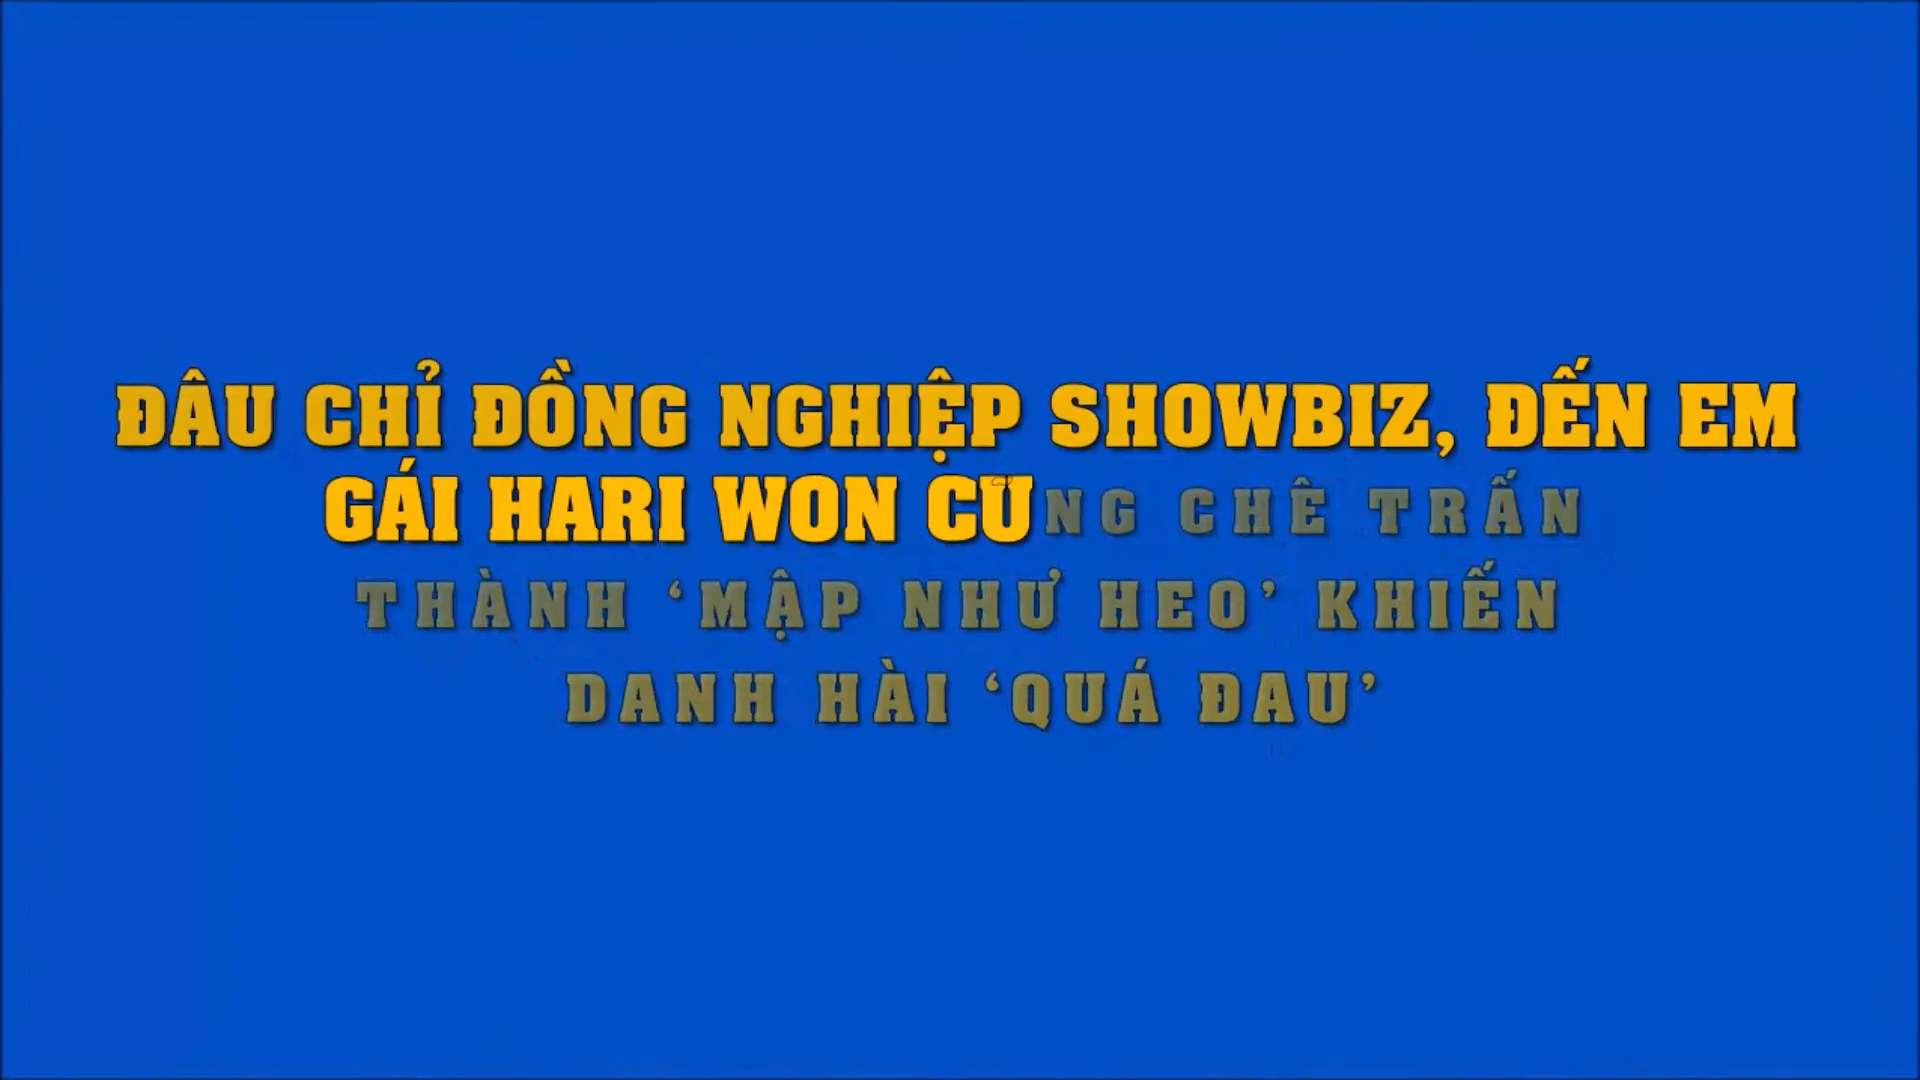 ĐÂU CHỈ ĐỒNG NGHIỆP SHOWBIZ, ĐẾN EM
GÁI HARI WON CŨNG CHÊ TRẤN
THÀNH ‘MẬP NHƯ HEO’ KHIẾN
DANH HÀI ‘QUÁ ĐAU’